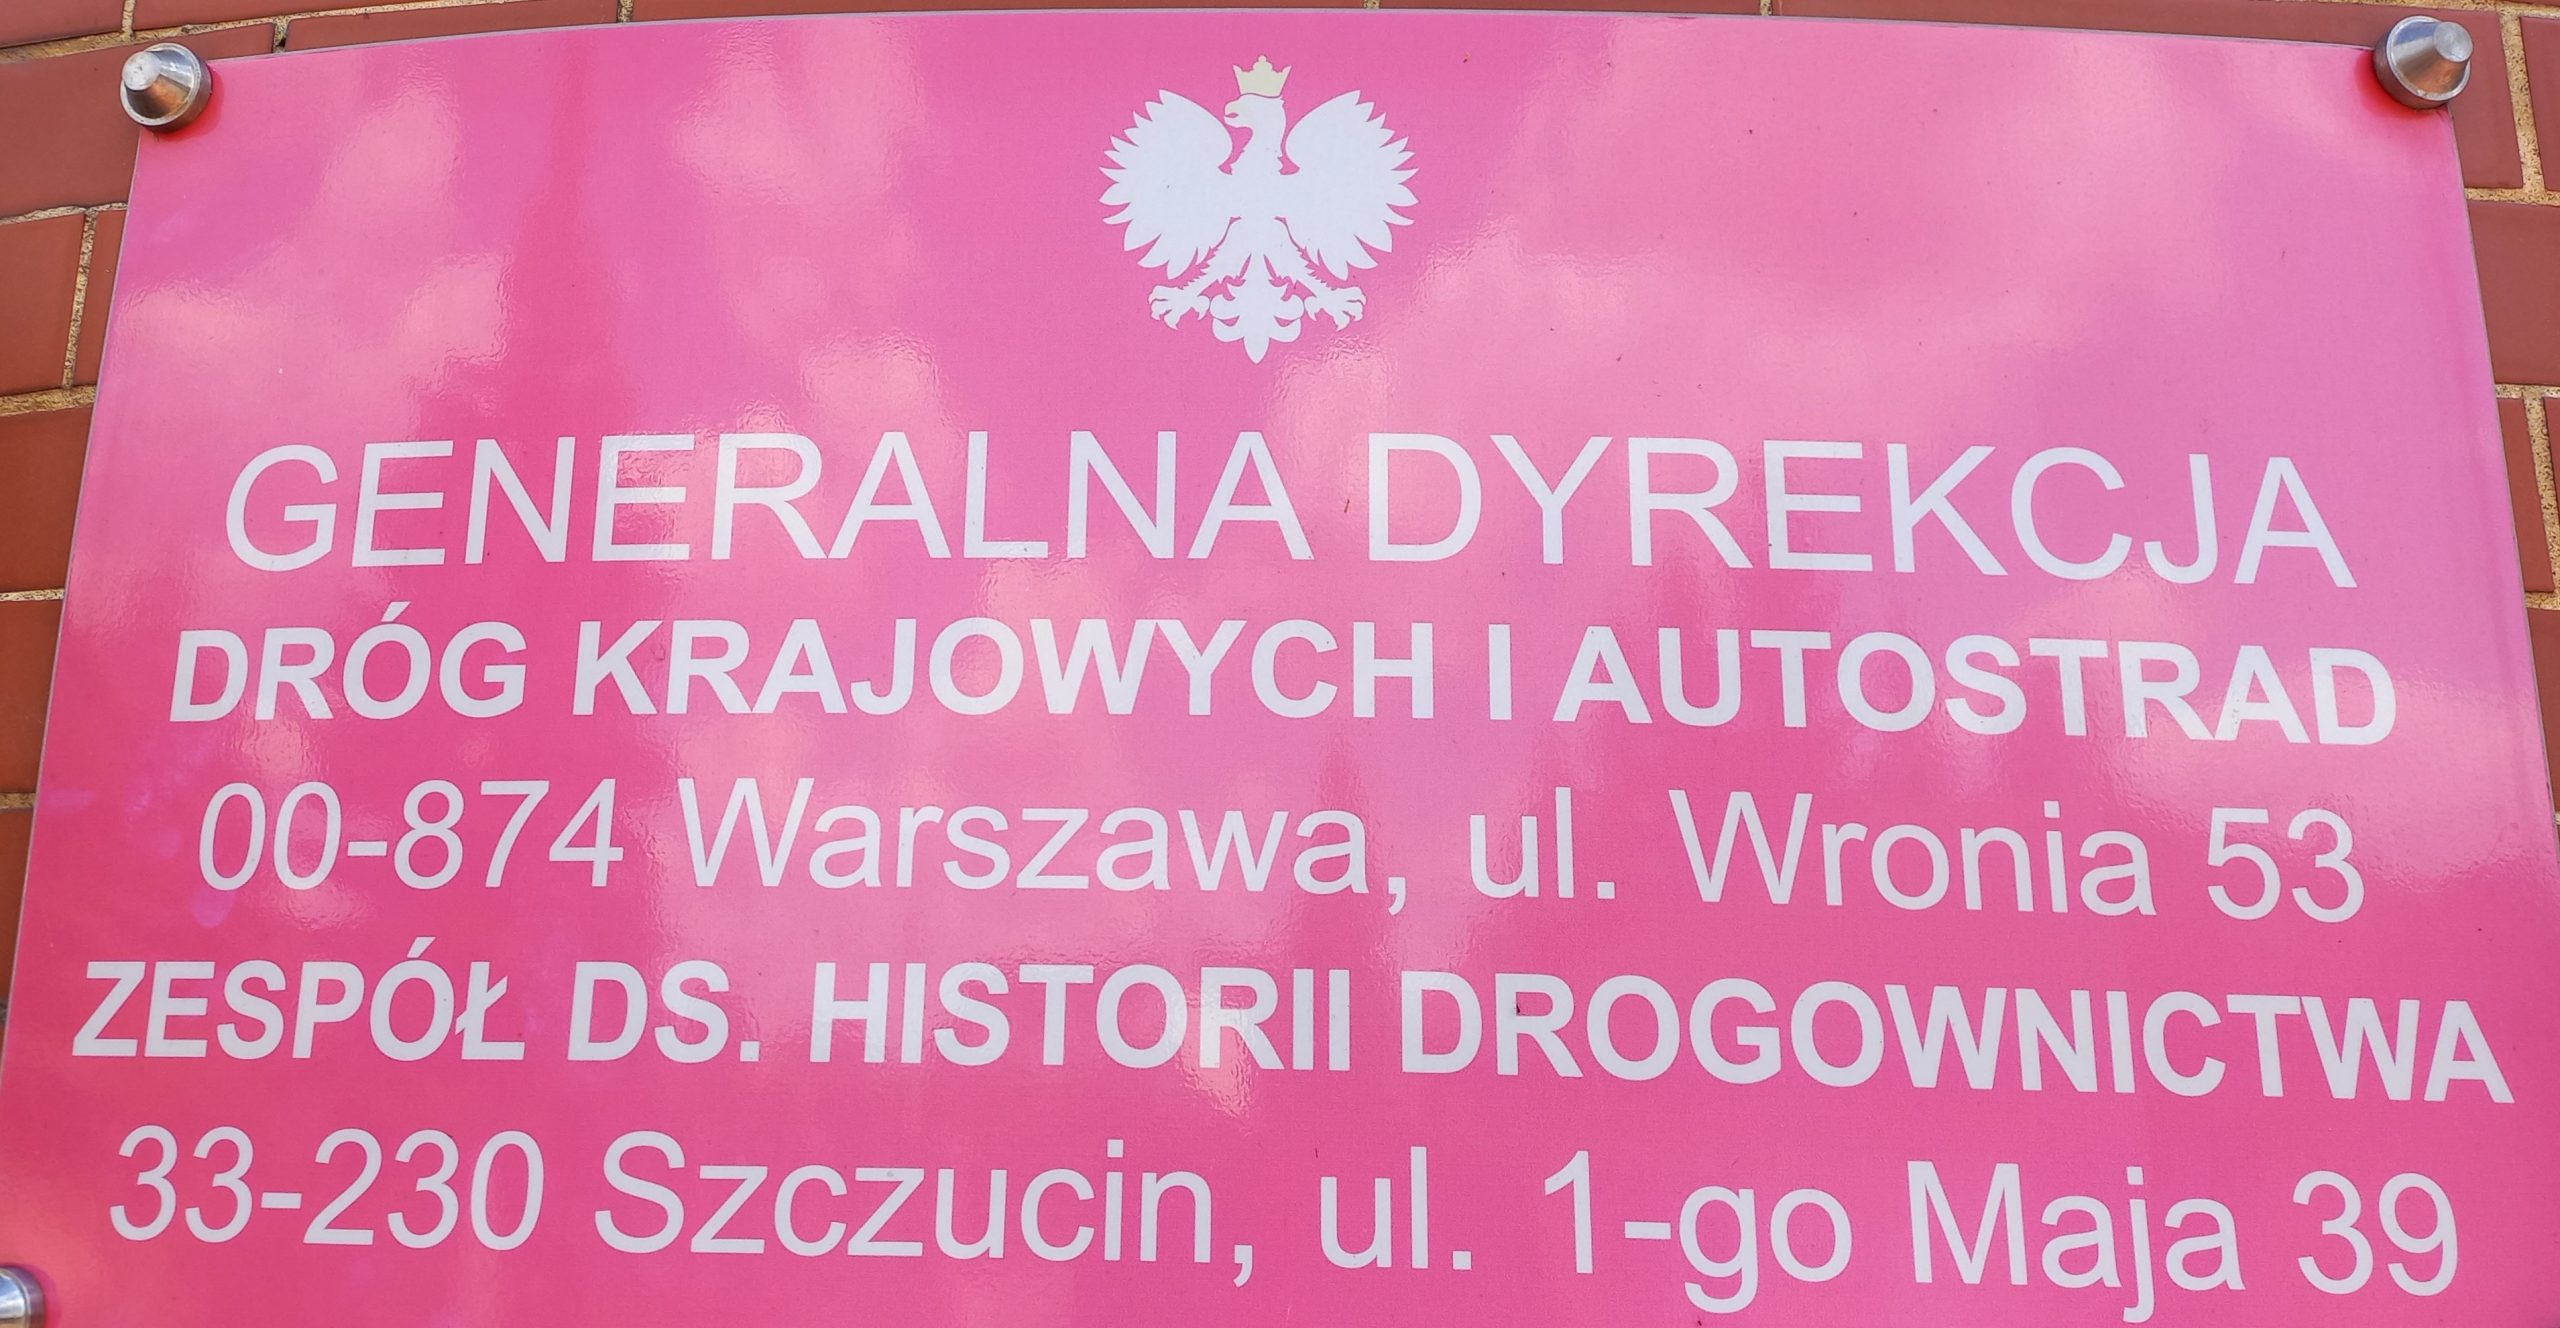 GENERALNA DYREKCJA
DRÓG KRAJOWYCH I AUTOSTRAD
00-874 Warszawa, ul. Wronia 53
ZESPÓŁ DS. HISTORII DROGOWNICTWA
33-230 Szczucin, ul. 1-go Maja 39